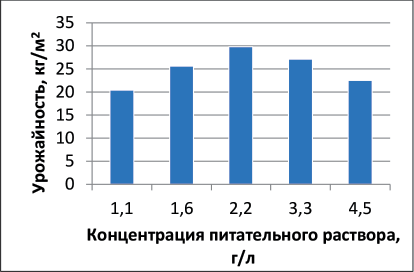 Урожайность, кг/м²
35
30
25
20
15
10
5
0
1,1 1,6 2,2 3,3 4,5
Концентрация питательного раствора,
г/л